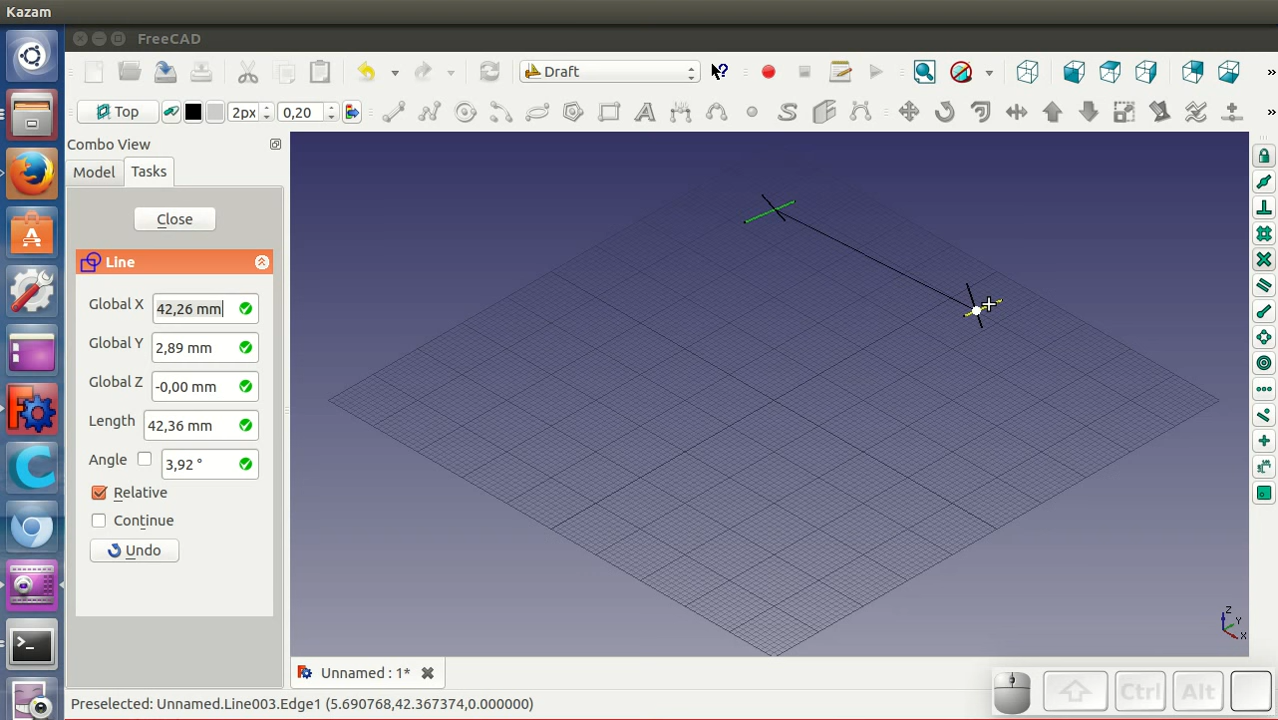 Kazam
FreeCAD
Draft
Top
2px
0,20
»
»
Combo View
Model
Tasks
Close
Line
Global X
42,26 mm
Global Y
2,89 mm
Global Z
-0,00 mm
Length
42,36 mm
Angle
3,92 °
Relative
Continue
Undo
Z
Y
X
Unnamed : 1*
Preselected: Unnamed.Line003.Edge1 (5.690768,42.367374,0.000000)
Ctrl
Alt